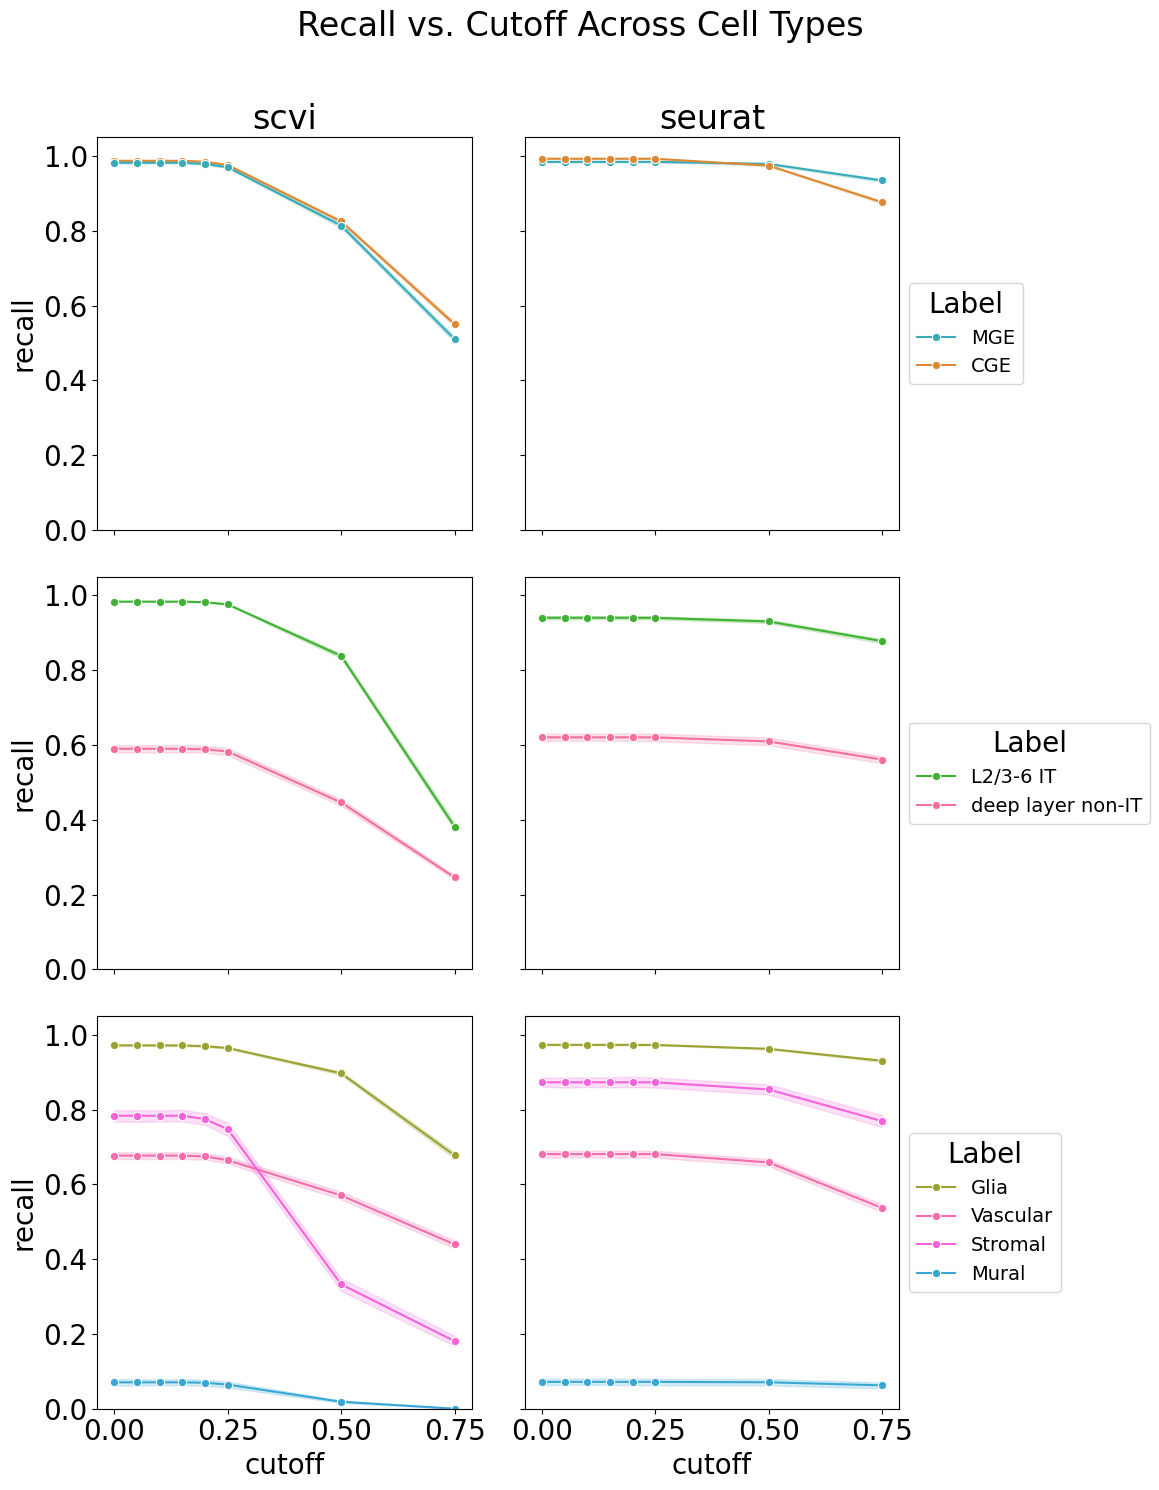 Recall vs. Cutoff Across Cell Types
scvi
seurat
recall
1.0
0.8
0.6
0.4
0.2
0.0
Label
MGE
CGE
recall
1.0
0.8
0.6
0.4
0.2
0.0
Label
L2/3-6 IT
deep layer non-IT
recall
1.0
0.8
0.6
0.4
0.2
0.0
Label
Glia
Vascular
Stromal
Mural
0.00 0.25 0.50 0.75
cutoff
0.00 0.25 0.50 0.75
cutoff